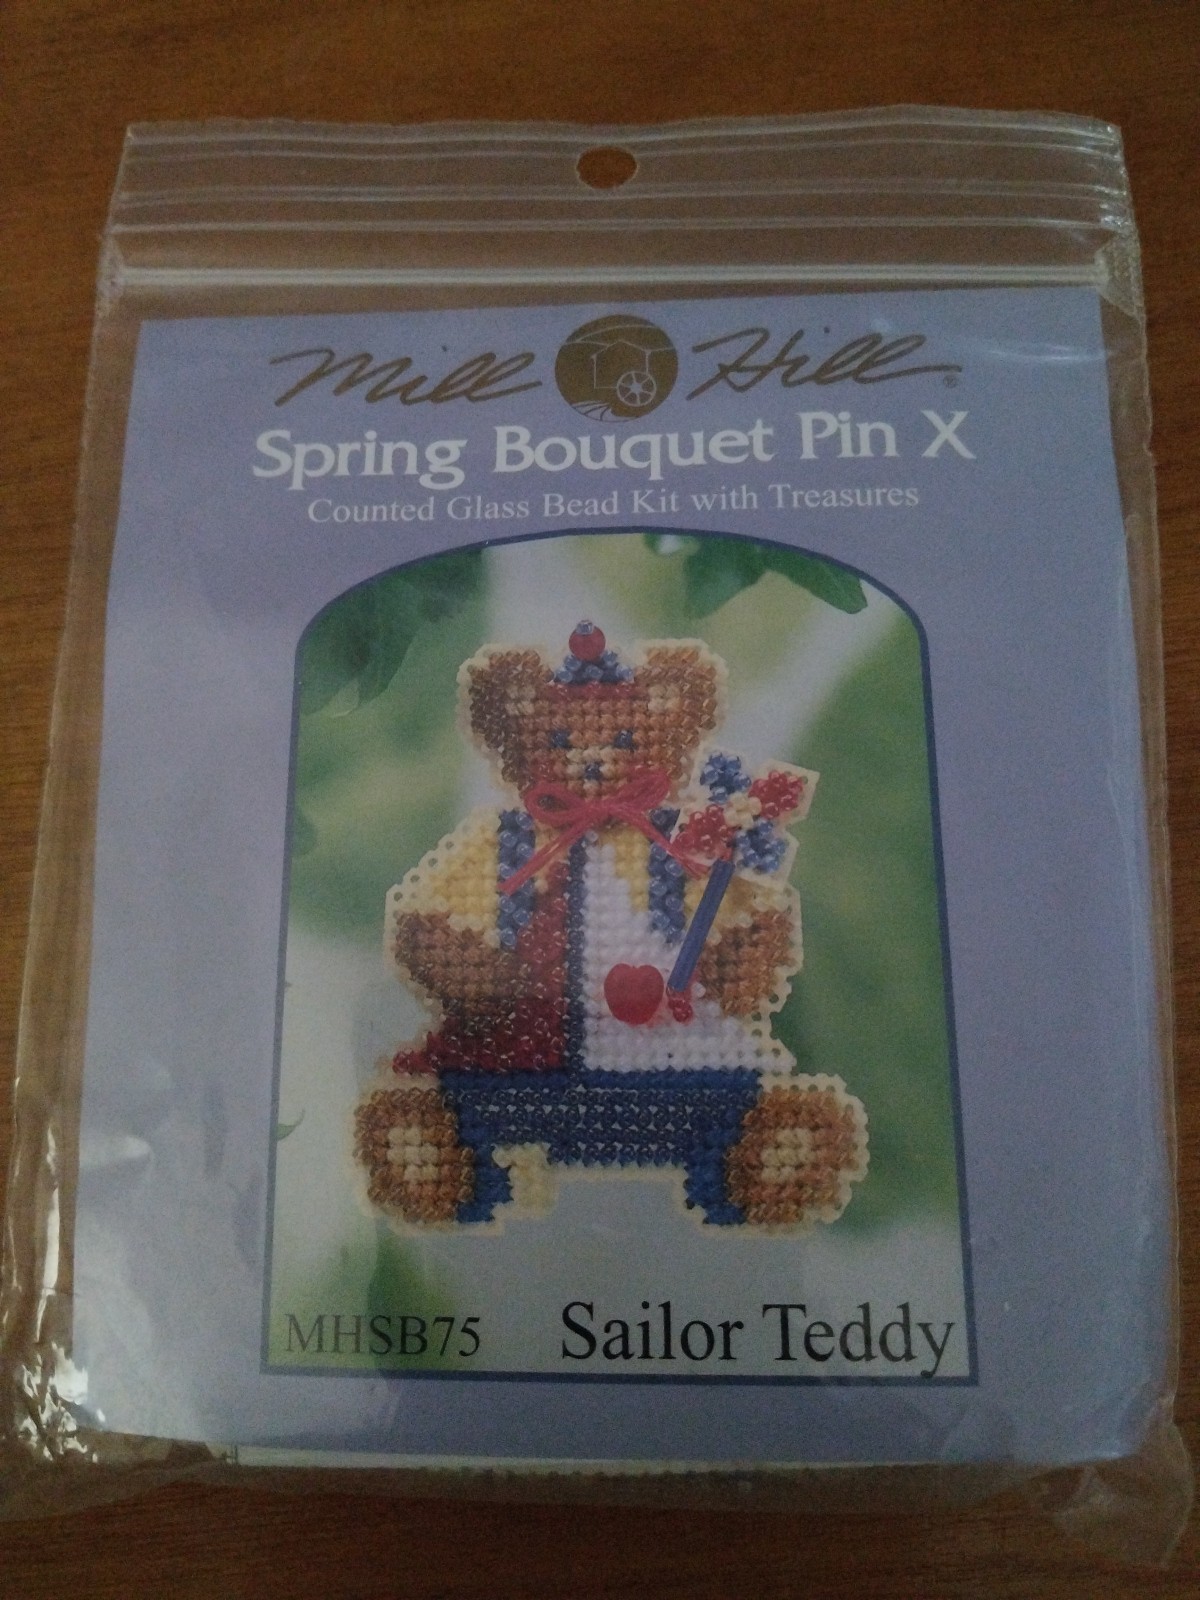 Mill Hill®
Spring Bouquet Pin X
Counted Glass Bead Kit with Treasures
MHSB75 Sailor Teddy